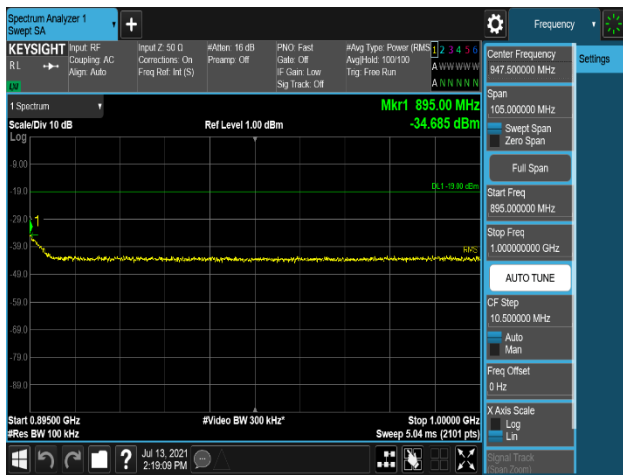 Spectrum Analyzer 1
Swept SA
+
Frequency
KEYSIGHT
RL
LW
Input: RF
Coupling: AC
Align: Auto
Input Z: 50 Ω
Corrections: On
Freq Ref: Int (S)
#Atten: 16 dB
Preamp: Off
PNO: Fast
Gate: Off
IF Gain: Low
Sig Track: Off
#Avg Type: Power (RMS
Avg|Hold: 100/100
Trig: Free Run
1 2 3 4 5 6
A W W W W W
A N N N N N
Center Frequency
947.500000 MHz
Settings
Span
105.000000 MHz
Swept Span
Zero Span
Full Span
Start Freq
895.000000 MHz
Stop Freq
1.000000000 GHz
AUTO TUNE
CF Step
10.500000 MHz
Auto
Man
Freq Offset
0 Hz
X Axis Scale
Log
Lin
Signal Track
(Span Zoom)
1 Spectrum
Mkr1 895.00 MHz
Scale/Div 10 dB
Ref Level 1.00 dBm
-34.685 dBm
Log
-9.00
-19.0
DL1 -19.00 dBm
-29.0
1
-39.0
RMS
-49.0
-59.0
-69.0
-79.0
-89.0
Start 0.89500 GHz
#Video BW 300 kHz*
Stop 1.00000 GHz
#Res BW 100 kHz
Sweep 5.04 ms (2101 pts)
?
Jul 13, 2021
2:19:09 PM